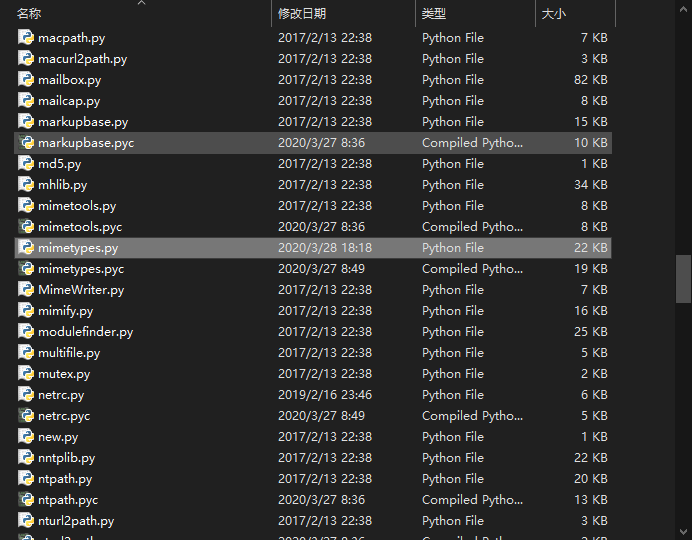 名称 修改日期 类型 大小
macpath.py 2017/2/13 22:38 Python File 7 KB
macurl2path.py 2017/2/13 22:38 Python File 3 KB
mailbox.py 2017/2/13 22:38 Python File 82 KB
mailcap.py 2017/2/13 22:38 Python File 8 KB
markupbase.py 2017/2/13 22:38 Python File 15 KB
markupbase.pyc 2020/3/27 8:36 Compiled Pytho... 10 KB
md5.py 2017/2/13 22:38 Python File 1 KB
mhlib.py 2017/2/13 22:38 Python File 34 KB
mimetools.py 2017/2/13 22:38 Python File 8 KB
mimetools.pyc 2020/3/27 8:36 Compiled Pytho... 8 KB
mimetypes.py 2020/3/28 18:18 Python File 22 KB
mimetypes.pyc 2020/3/27 8:49 Compiled Pytho... 19 KB
MimeWriter.py 2017/2/13 22:38 Python File 7 KB
mimify.py 2017/2/13 22:38 Python File 16 KB
modulefinder.py 2017/2/13 22:38 Python File 25 KB
multifile.py 2017/2/13 22:38 Python File 5 KB
mutex.py 2017/2/13 22:38 Python File 2 KB
netrc.py 2019/2/16 23:46 Python File 6 KB
netrc.pyc 2020/3/27 8:49 Compiled Pytho... 5 KB
new.py 2017/2/13 22:38 Python File 1 KB
nntplib.py 2017/2/13 22:38 Python File 22 KB
ntpath.py 2017/2/13 22:38 Python File 20 KB
ntpath.pyc 2020/3/27 8:36 Compiled Pytho... 13 KB
nturl2path.py 2017/2/13 22:38 Python File 3 KB